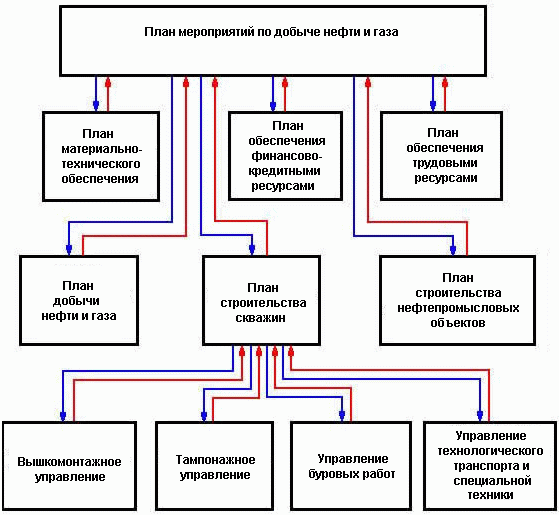 План мероприятий по добыче нефти и газа
План
материально-
технического
обеспечения
План
обеспечения
финансово-
кредитными
ресурсами
План
обеспечения
трудовыми
ресурсами
План
добычи
нефти и газа
План
строительства
скважин
План
строительства
нефтепромысловых
объектов
Вышкомонтажное
управление
Тампонажное
управление
Управление
буровых работ
Управление
технологического
транспорта и
специальной
техники